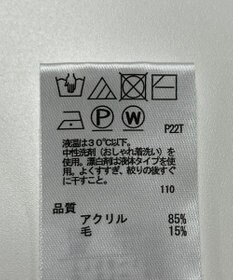 P W P22T
液温は30℃以下。
中性洗剤(おしゃれ着洗い)を
使用。漂白剤は液体タイプを使
用。よくすすぎ、絞りの後すぐ
に干すこと。
110
品質
アクリル 85%
毛 15%